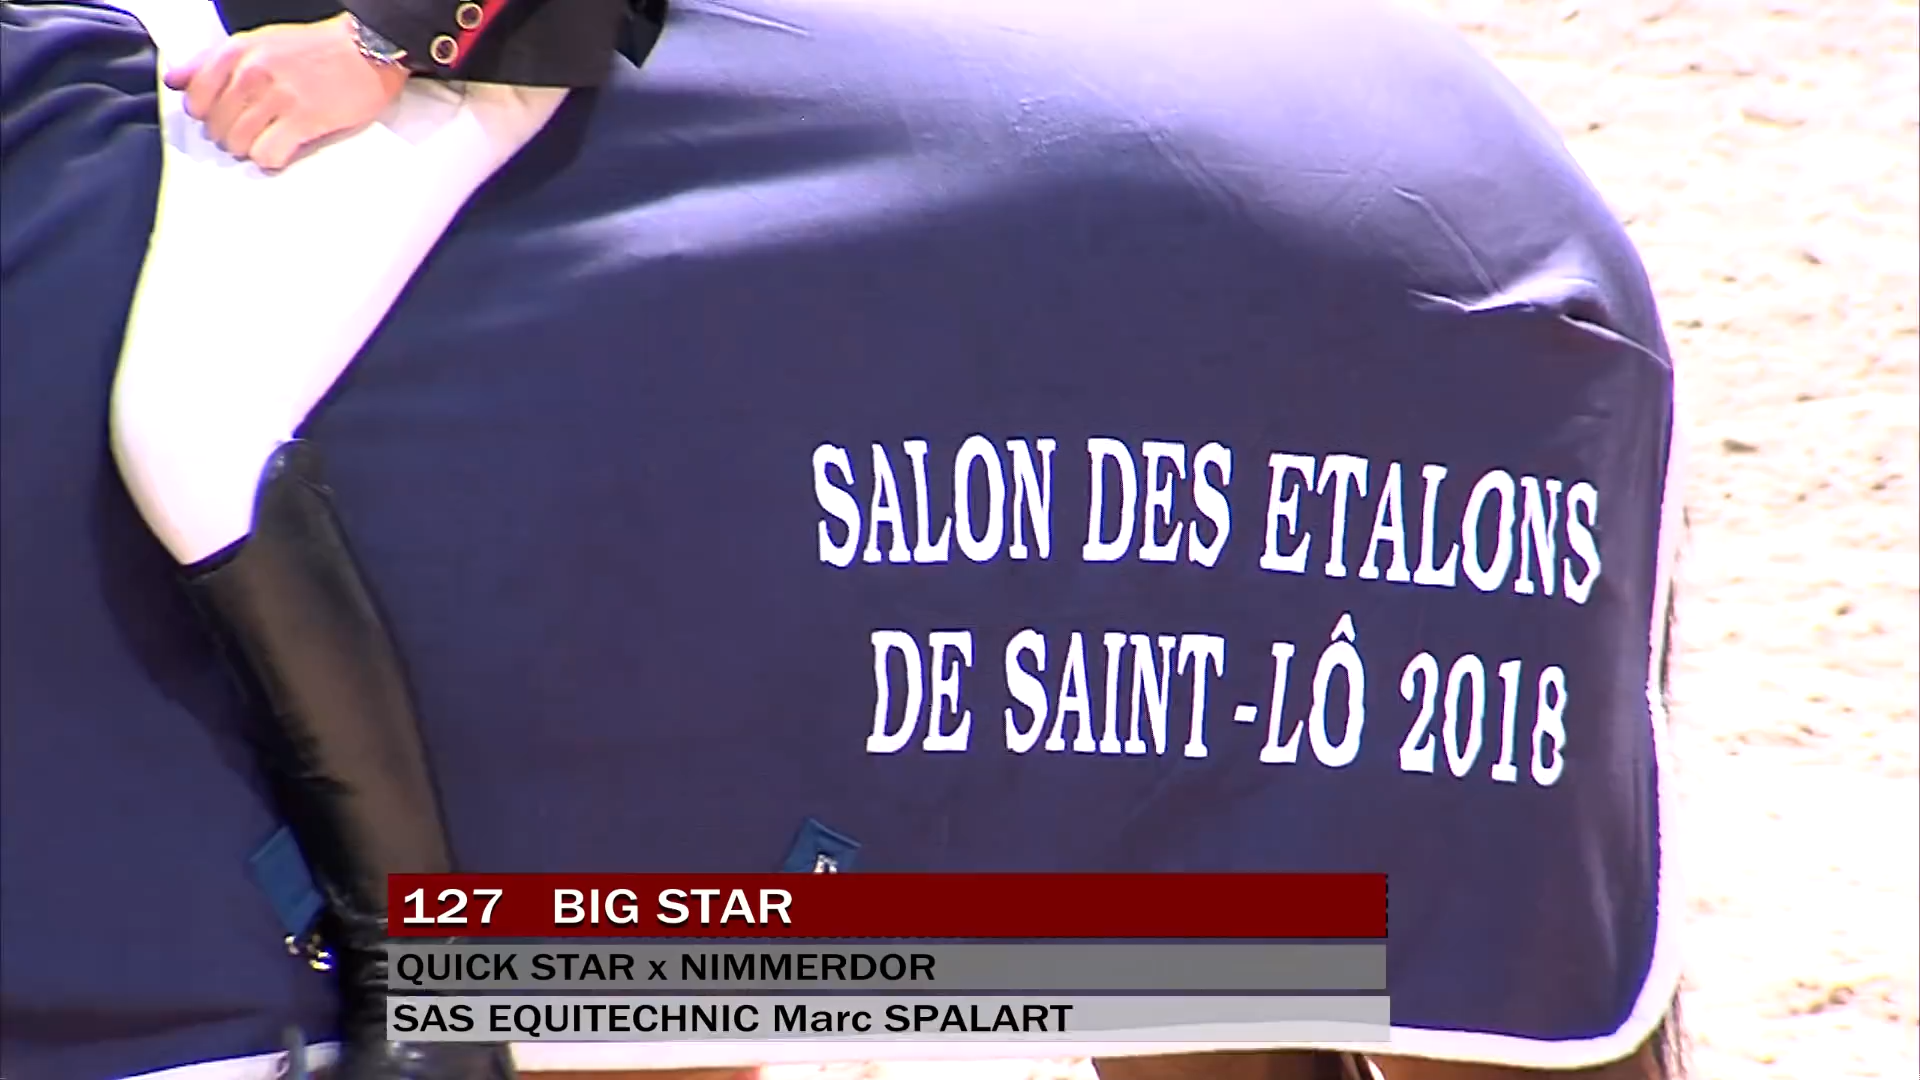 SALON DES ETALONS
DE SAINT-LÔ 2018
127 BIG STAR
QUICK STAR x NIMMERDOR
SAS EQUITECHNIC Marc SPALART